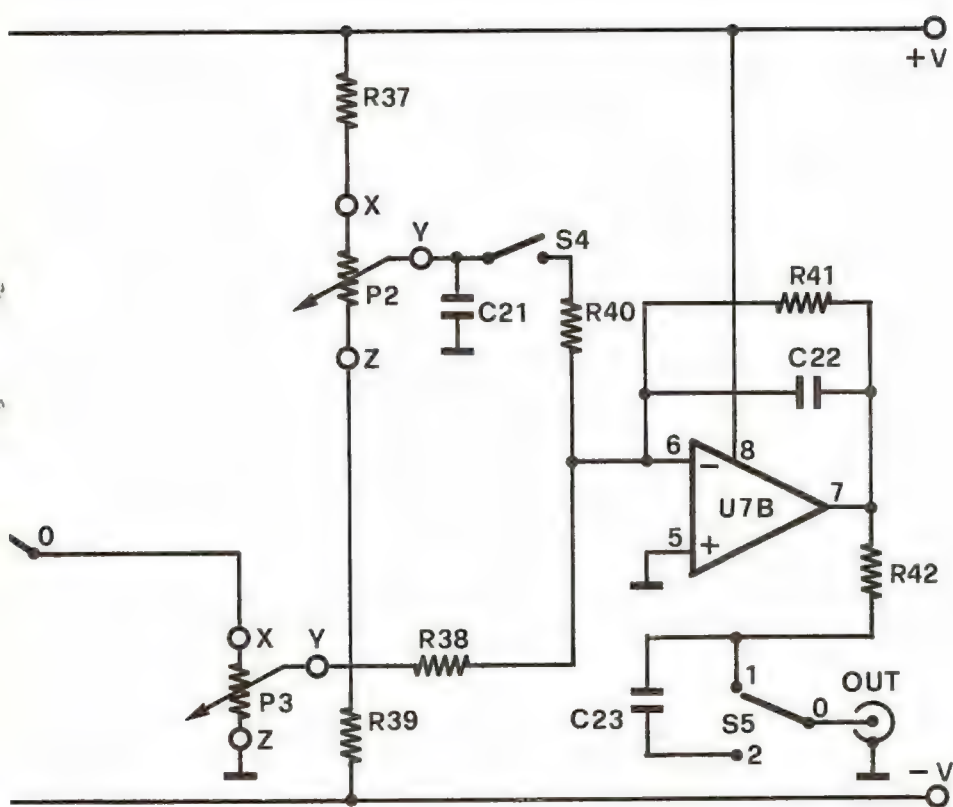 +V
R37
X
Y
S4
P2
C21
R40
R41
Z
C22
6
8
−
U7B
7
0
5
+
R42
X
Y
R38
1
OUT
P3
C23
0
R39
S5
Z
2
−V